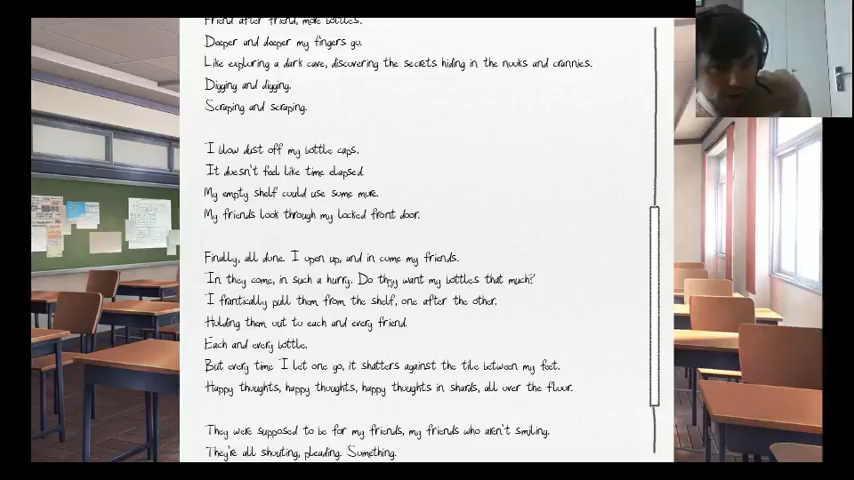 Friend after friend, more bottles.
Deeper and deeper my fingers go.
Like exploring a dark cave, discovering the secrets hiding in the nooks and crannies.
Digging and digging.
Scraping and scraping.
I blow dust off my bottle caps.
It doesn't feel like time elapsed.
My empty shelf could use some more.
My friends look through my locked front door.
Finally, all done. I open up, and in come my friends.
In they come, in such a hurry. Do they want my bottles that much?
I frantically pull them from the shelf, one after the other.
Holding them out to each and every friend.
Each and every bottle.
But every time I let one go, it shatters against the tile between my feet.
Happy thoughts, happy thoughts, happy thoughts in shards, all over the floor.
They were supposed to be for my friends, my friends who aren't smiling.
They're all shouting, pleading. Something.